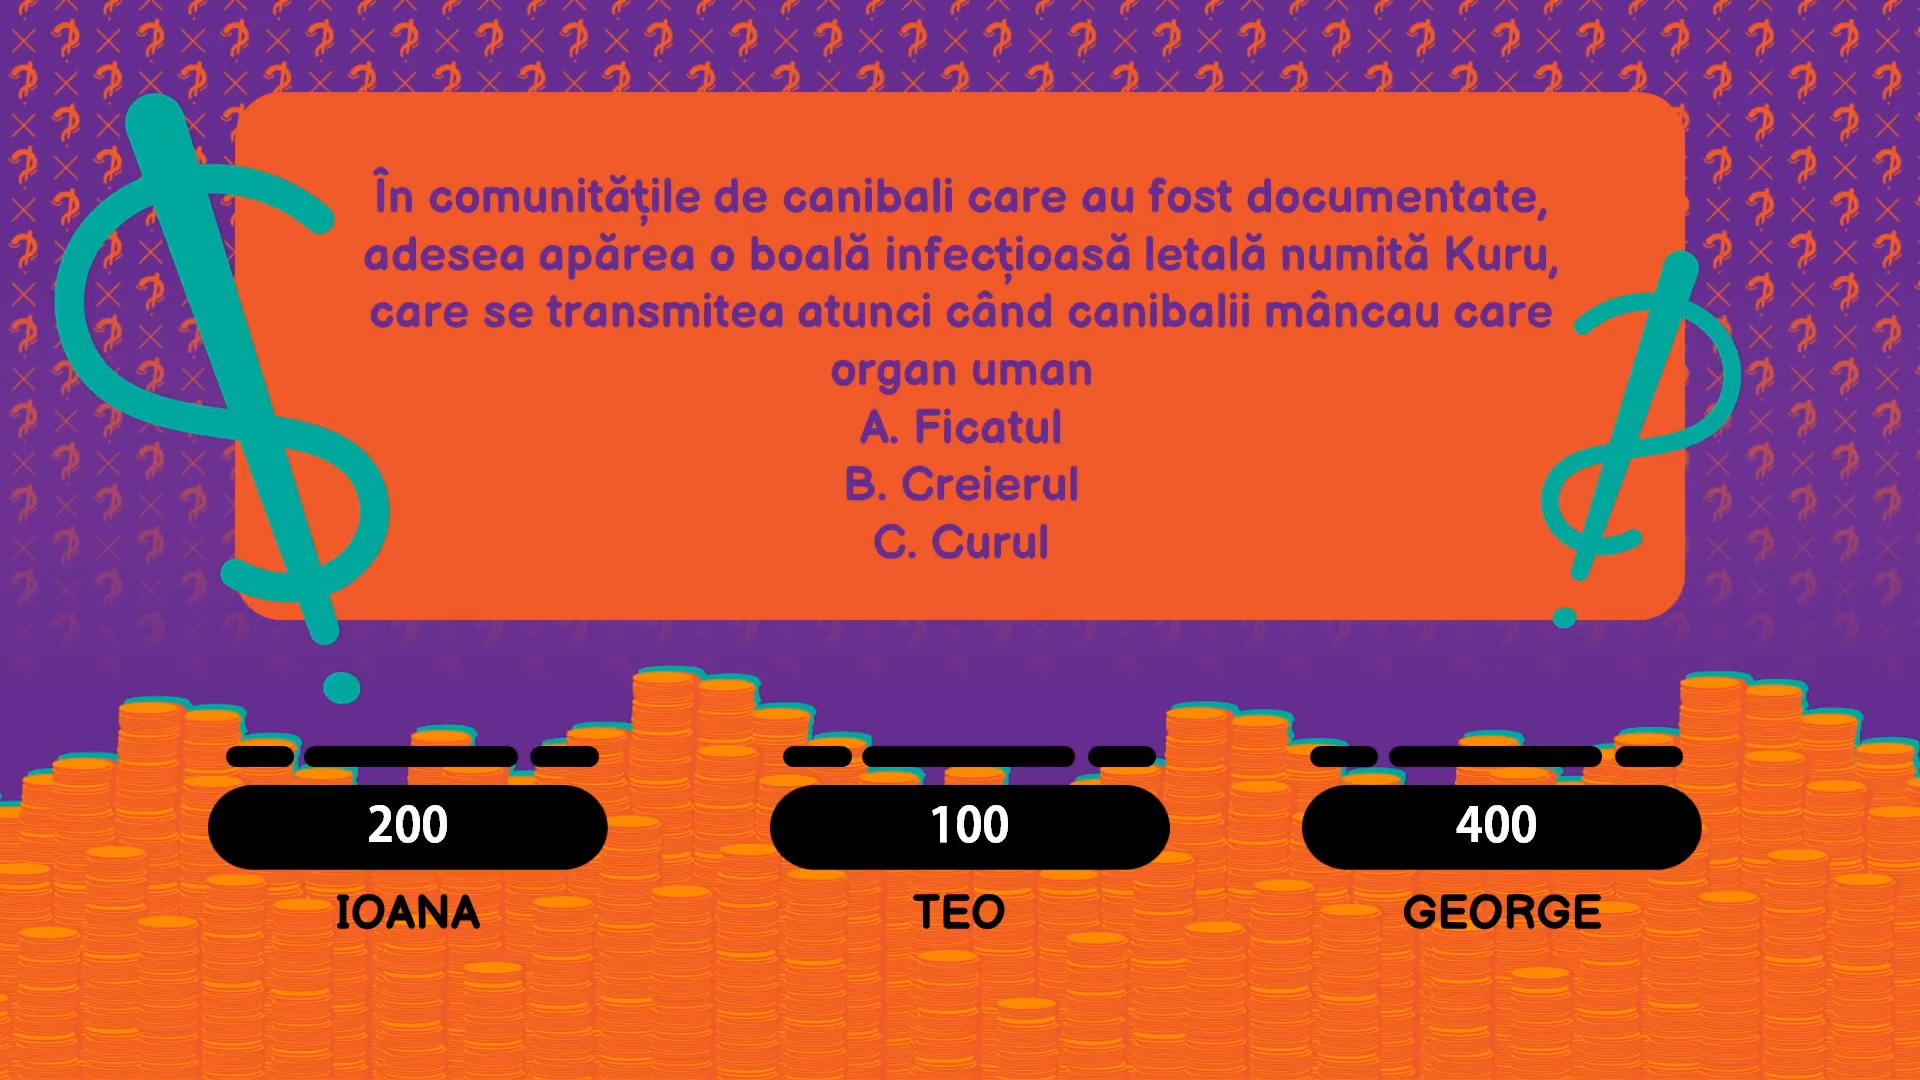 În comunitățile de canibali care au fost documentate,
adesea apărea o boală infecțioasă letală numită Kuru,
care se transmitea atunci când canibalii mâncau care
organ uman
A. Ficatul
B. Creierul
C. Curul
200
100
400
IOANA
TEO
GEORGE